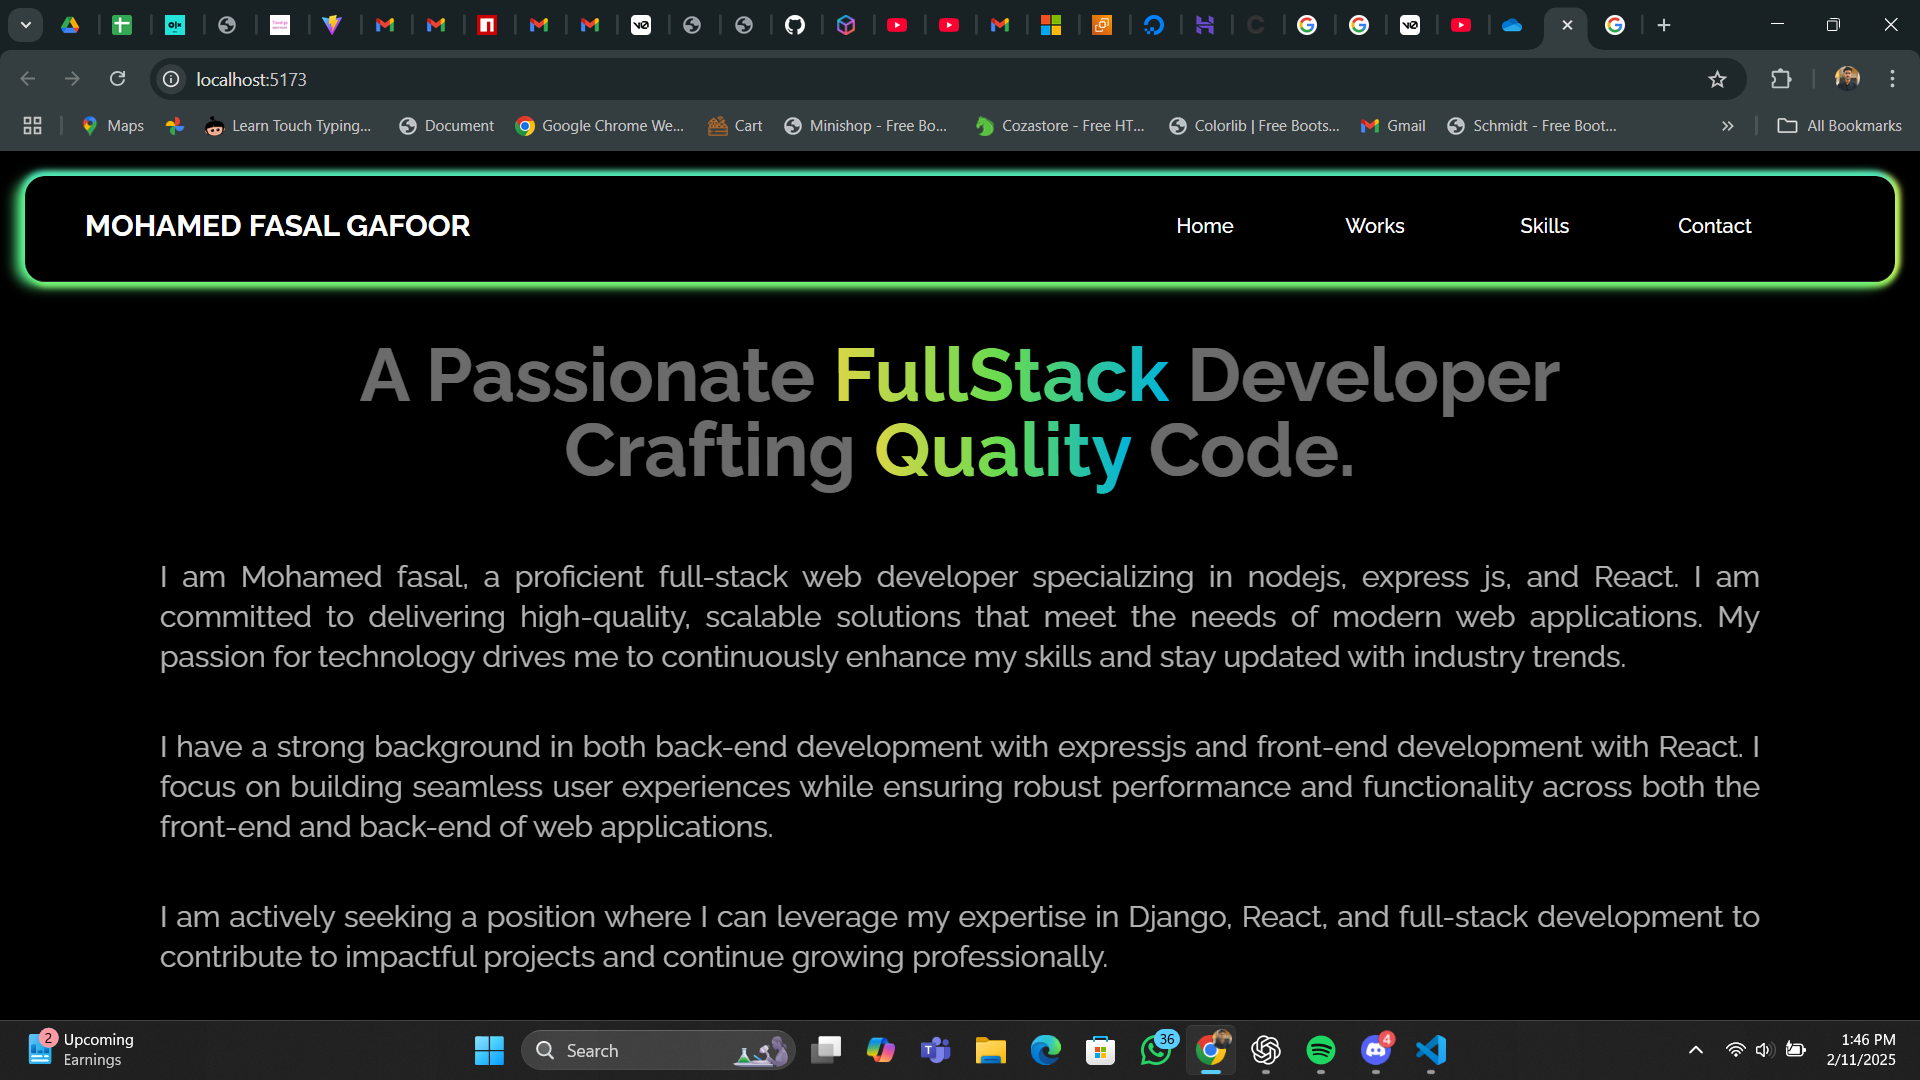 localhost:5173
Maps
Learn Touch Typing...
Document
Google Chrome We...
Cart
Minishop - Free Bo...
Cozastore - Free HT...
Colorlib | Free Boots...
Gmail
Schmidt - Free Boot...
All Bookmarks
MOHAMED FASAL GAFOOR
Home
Works
Skills
Contact
A Passionate FullStack Developer
Crafting Quality Code.
I am Mohamed fasal, a proficient full-stack web developer specializing in nodejs, express js, and React. I am
committed to delivering high-quality, scalable solutions that meet the needs of modern web applications. My
passion for technology drives me to continuously enhance my skills and stay updated with industry trends.
I have a strong background in both back-end development with expressjs and front-end development with React. I
focus on building seamless user experiences while ensuring robust performance and functionality across both the
front-end and back-end of web applications.
I am actively seeking a position where I can leverage my expertise in Django, React, and full-stack development to
contribute to impactful projects and continue growing professionally.
2
Upcoming
Earnings
Search
36
4
1:46 PM
2/11/2025